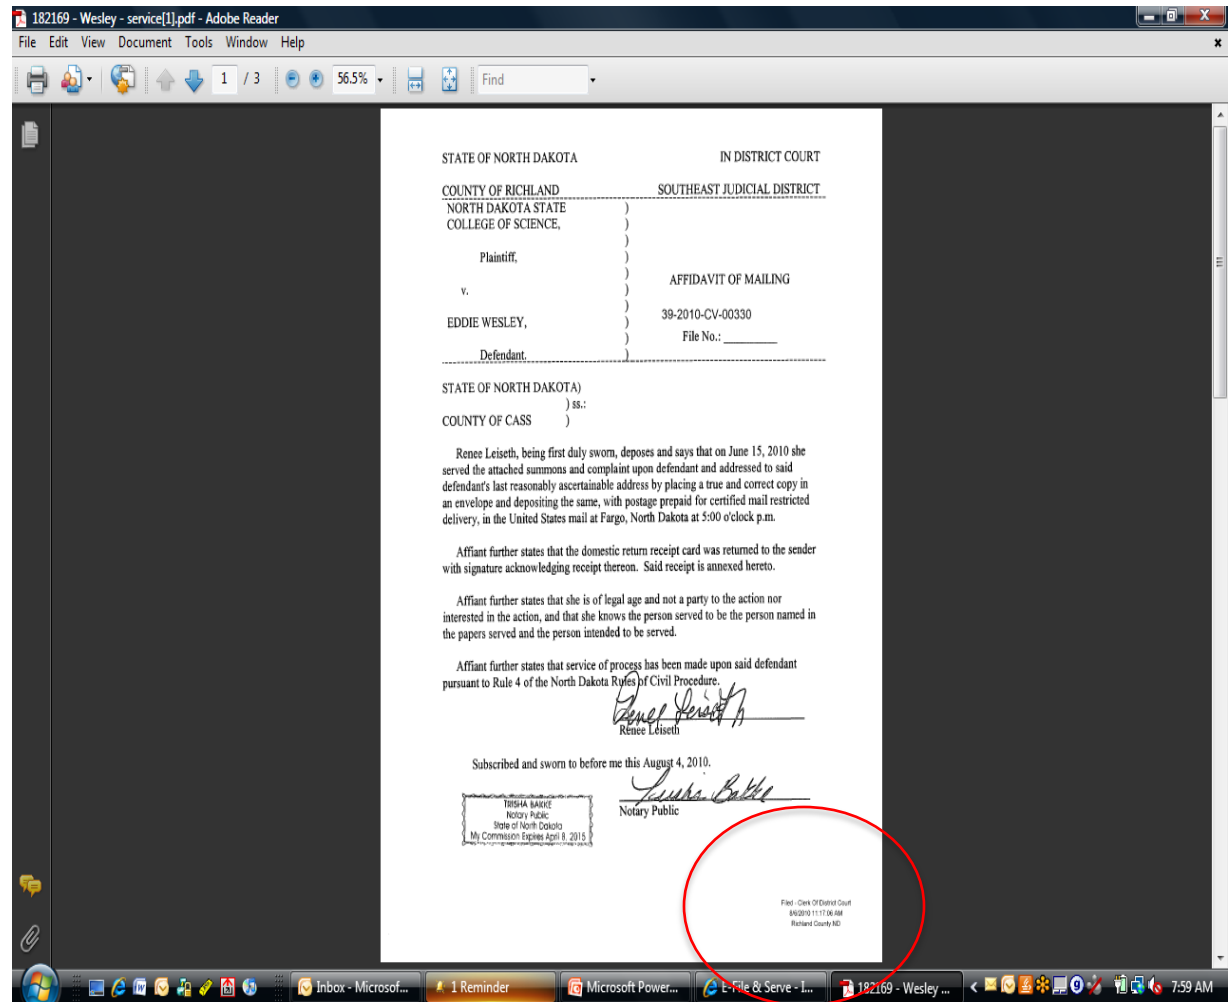 182169 - Wesley - service[1].pdf - Adobe Reader
File Edit View Document Tools Window Help
1 / 3 56.5% Find
STATE OF NORTH DAKOTA IN DISTRICT COURT
COUNTY OF RICHLAND SOUTHEAST JUDICIAL DISTRICT
NORTH DAKOTA STATE )
COLLEGE OF SCIENCE, )
)
Plaintiff, )
) AFFIDAVIT OF MAILING
v. )
) 39-2010-CV-00330
EDDIE WESLEY, )
) File No.: ________
Defendant. )
STATE OF NORTH DAKOTA)
) ss.:
COUNTY OF CASS )
Renee Leiseth, being first duly sworn, deposes and says that on June 15, 2010 she
served the attached summons and complaint upon defendant and addressed to said
defendant's last reasonably ascertainable address by placing a true and correct copy in
an envelope and depositing the same, with postage prepaid for certified mail restricted
delivery, in the United States mail at Fargo, North Dakota at 5:00 o'clock p.m.
Affiant further states that the domestic return receipt card was returned to the sender
with signature acknowledging receipt thereon. Said receipt is annexed hereto.
Affiant further states that she is of legal age and not a party to the action nor
interested in the action, and that she knows the person served to be the person named in
the papers served and the person intended to be served.
Affiant further states that service of process has been made upon said defendant
pursuant to Rule 4 of the North Dakota Rules of Civil Procedure.
Renee Leiseth
Renee Leiseth
Subscribed and sworn to before me this August 4, 2010.
Trisha Bakke
Notary Public
TRISHA BAKKE
Notary Public
State of North Dakota
My Commission Expires April 8, 2015
Filed - Clerk Of District Court
8/6/2010 11:17:06 AM
Richland County ND
Inbox - Microsof... 1 Reminder Microsoft Power... E-File & Serve - I... 182169 - Wesley ... 7:59 AM